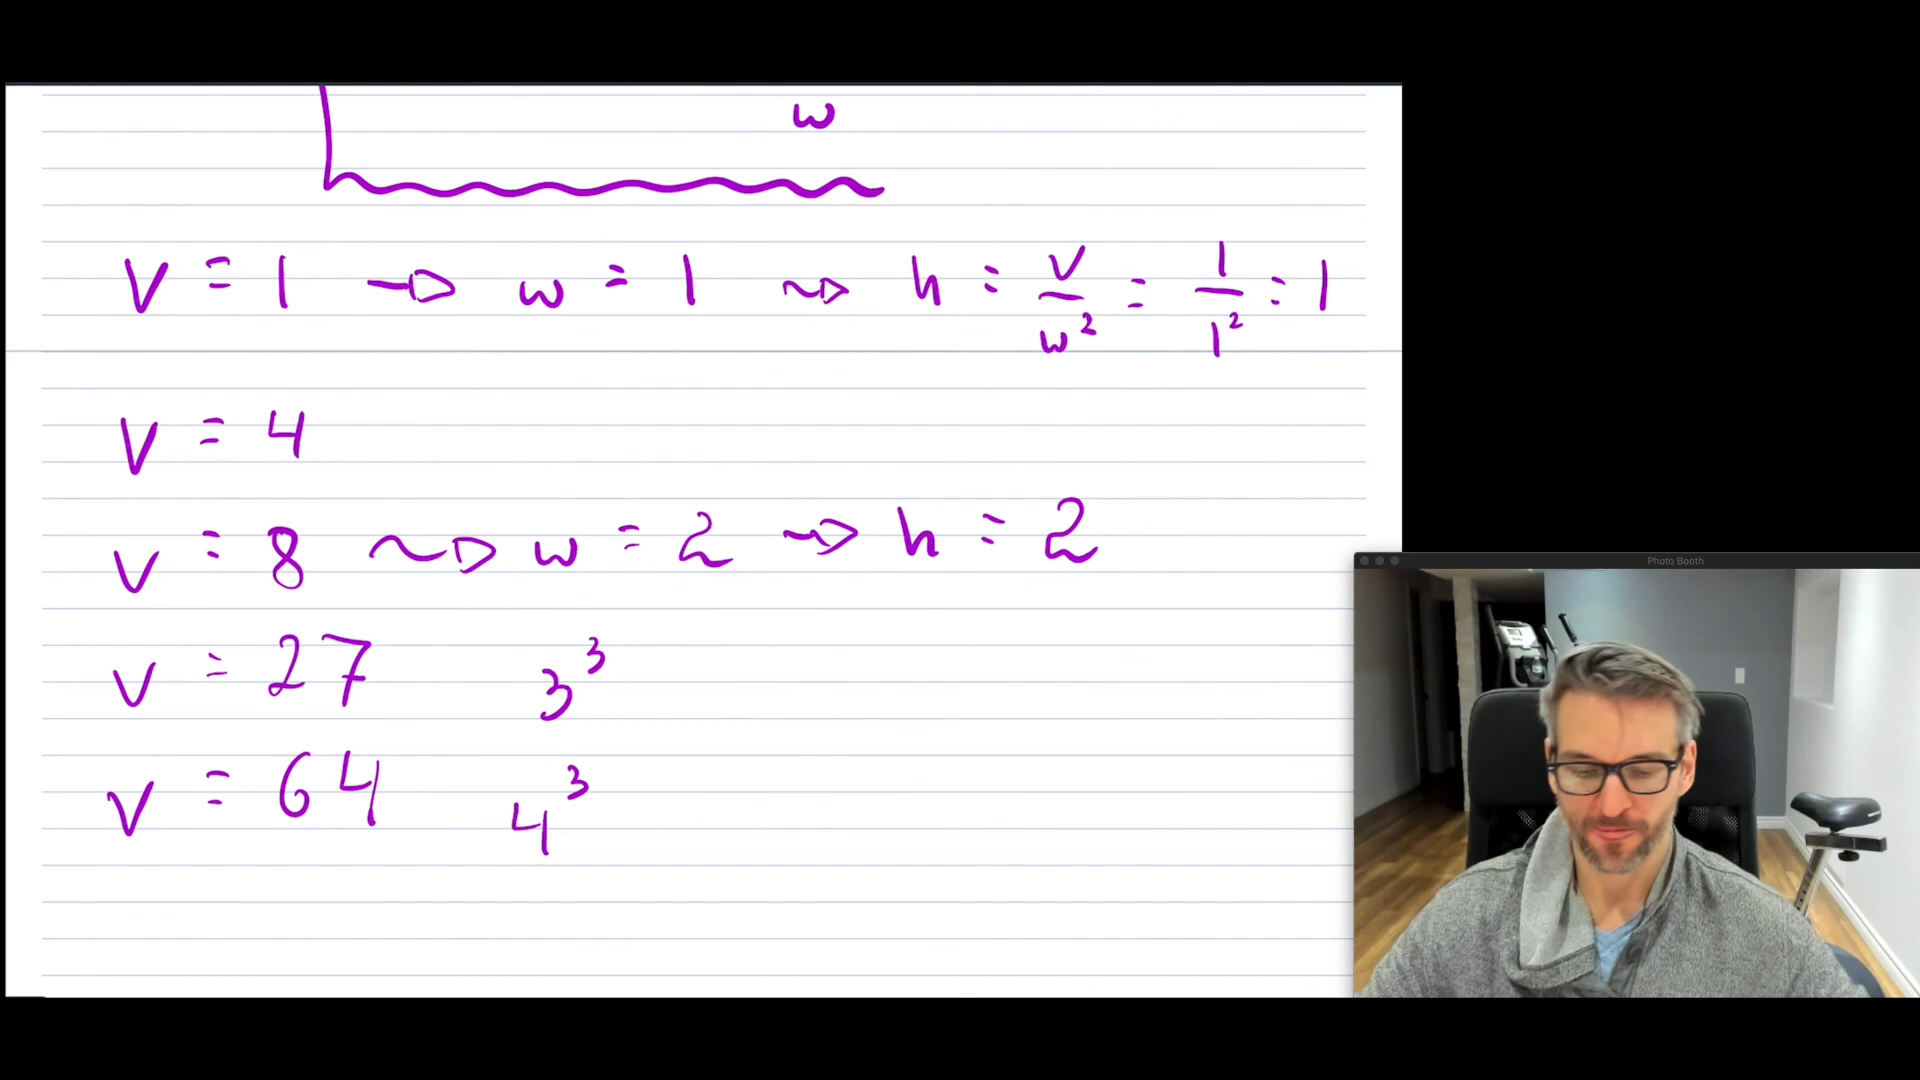 w
V = 1 → w = 1 ⇝ h = V/w² = 1/1² = 1
V = 4
V = 8 ⇝ w = 2 → h = 2
V = 27 3³
V = 64 4³
Photo Booth